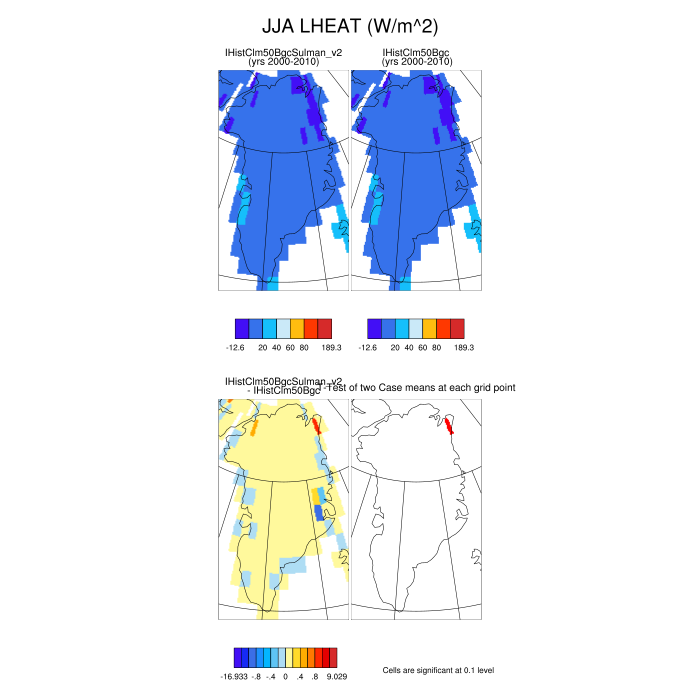 JJA LHEAT (W/m^2)
IHistClm50BgcSulman_v2
(yrs 2000-2010)
IHistClm50Bgc
(yrs 2000-2010)
-12.6 20 40 60 80 189.3
-12.6 20 40 60 80 189.3
IHistClm50BgcSulman_v2
- IHistClm50Bgc
T-Test of two Case means at each grid point
-16.933 -.8 -.4 0 .4 .8 9.029
Cells are significant at 0.1 level